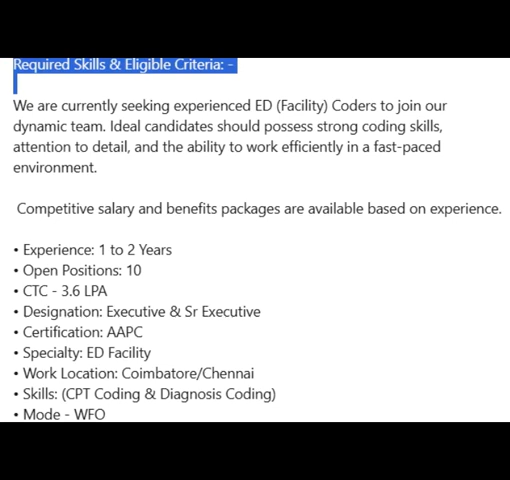 Required Skills & Eligible Criteria: -
We are currently seeking experienced ED (Facility) Coders to join our
dynamic team. Ideal candidates should possess strong coding skills,
attention to detail, and the ability to work efficiently in a fast-paced
environment.
Competitive salary and benefits packages are available based on experience.
• Experience: 1 to 2 Years
• Open Positions: 10
• CTC - 3.6 LPA
• Designation: Executive & Sr Executive
• Certification: AAPC
• Specialty: ED Facility
• Work Location: Coimbatore/Chennai
• Skills: (CPT Coding & Diagnosis Coding)
• Mode - WFO